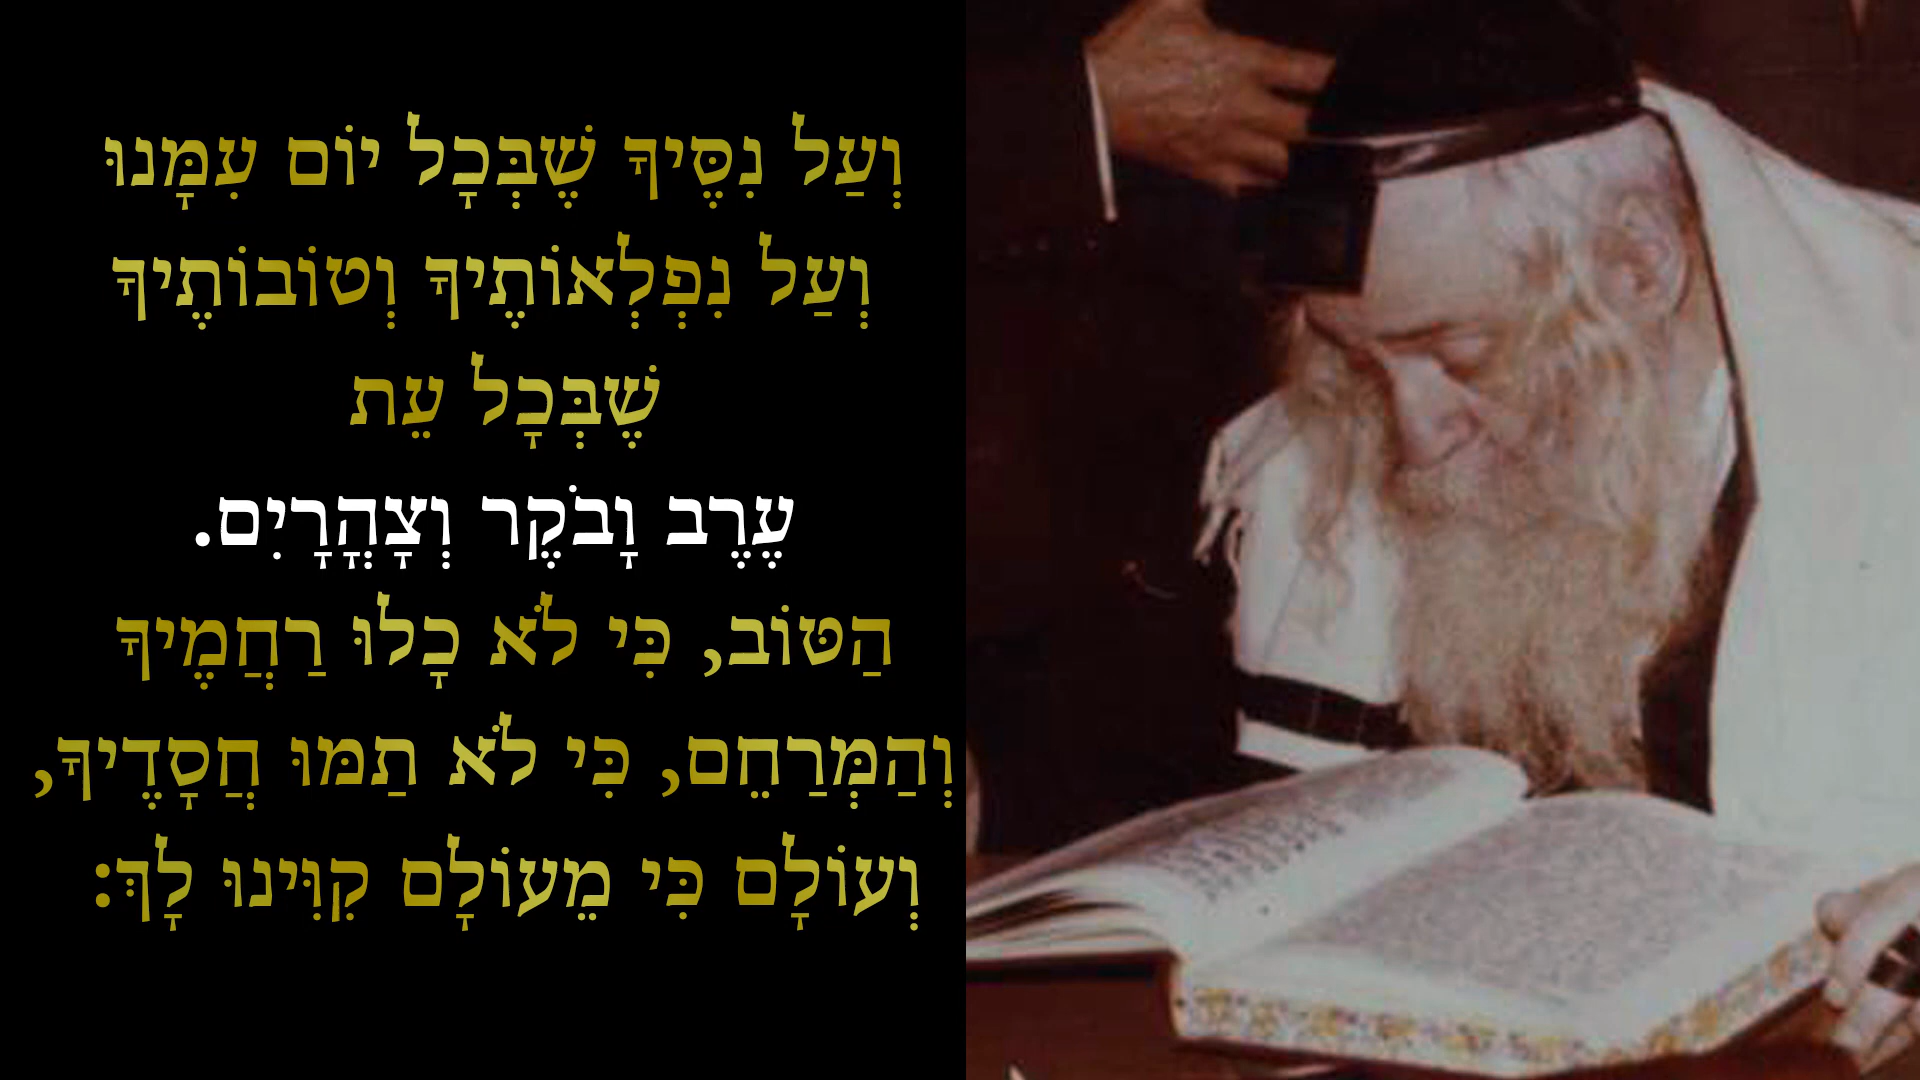 וְעַל נִסֶּיךָ שֶׁבְּכָל יוֹם עִמָּנוּ
וְעַל נִפְלְאוֹתֶיךָ וְטוֹבוֹתֶיךָ
שֶׁבְּכָל עֵת
עֶרֶב וָבֹקֶר וְצָהֳרָיִם.
הַטּוֹב, כִּי לֹא כָלוּ רַחֲמֶיךָ
וְהַמְּרַחֵם, כִּי לֹא תַמּוּ חֲסָדֶיךָ,
וְעוֹלָם כִּי מֵעוֹלָם קִוִּינוּ לָךְ: